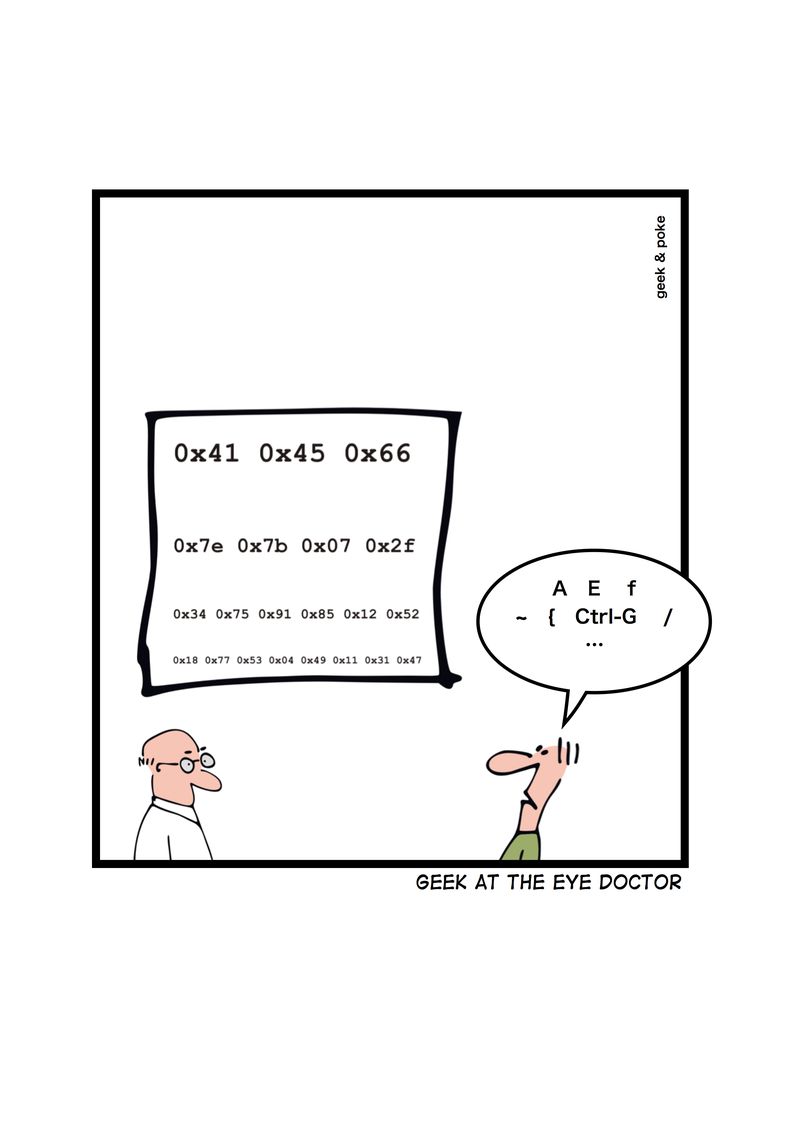 geek & poke
0x41 0x45 0x66
0x7e 0x7b 0x07 0x2f
0x34 0x75 0x91 0x85 0x12 0x52
0x18 0x77 0x53 0x04 0x49 0x11 0x31 0x47
A E f
~ { Ctrl-G /
...
GEEK AT THE EYE DOCTOR